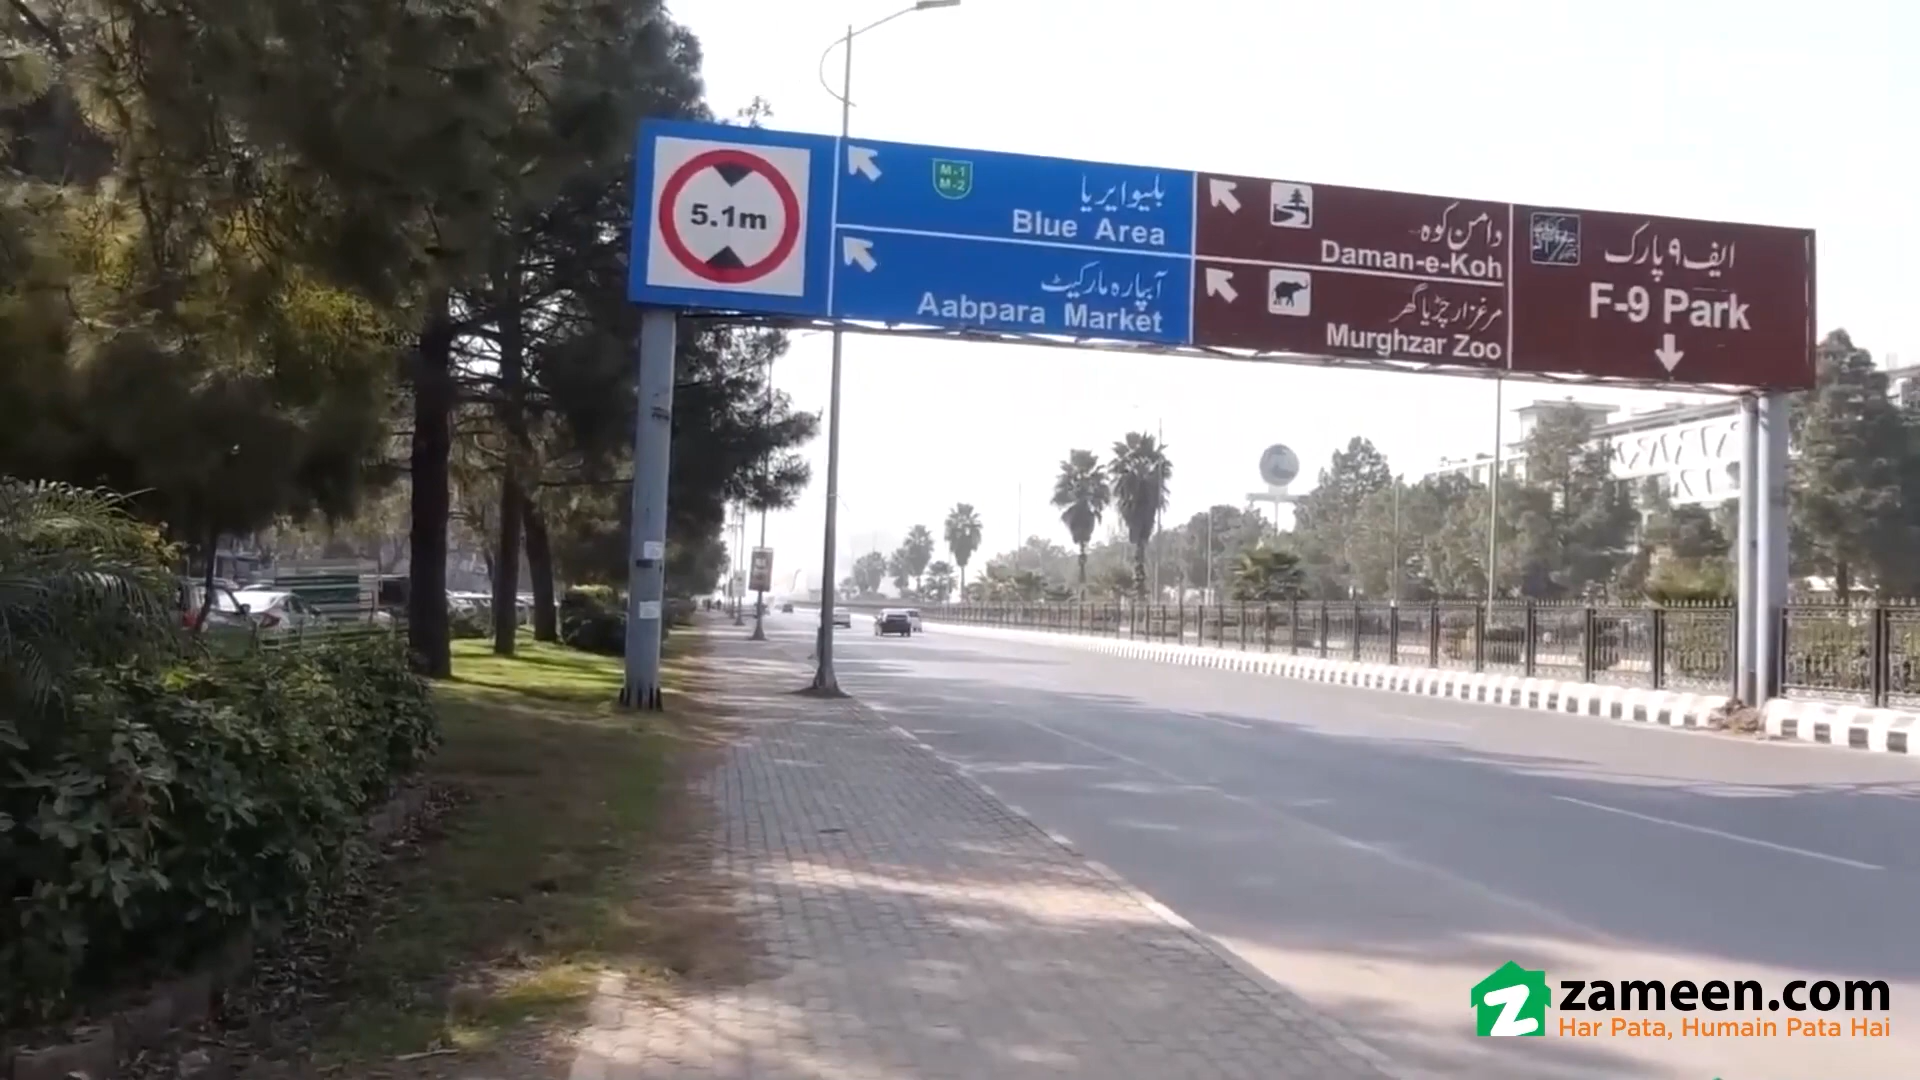 5.1m
M-1
M-2
بلیو ایریا
Blue Area
آبپارہ مارکیٹ
Aabpara Market
دامن کوہ
Daman-e-Koh
مرغزار چڑیا گھر
Murghzar Zoo
ایف ۹ پارک
F-9 Park
zameen.com
Har Pata, Humain Pata Hai